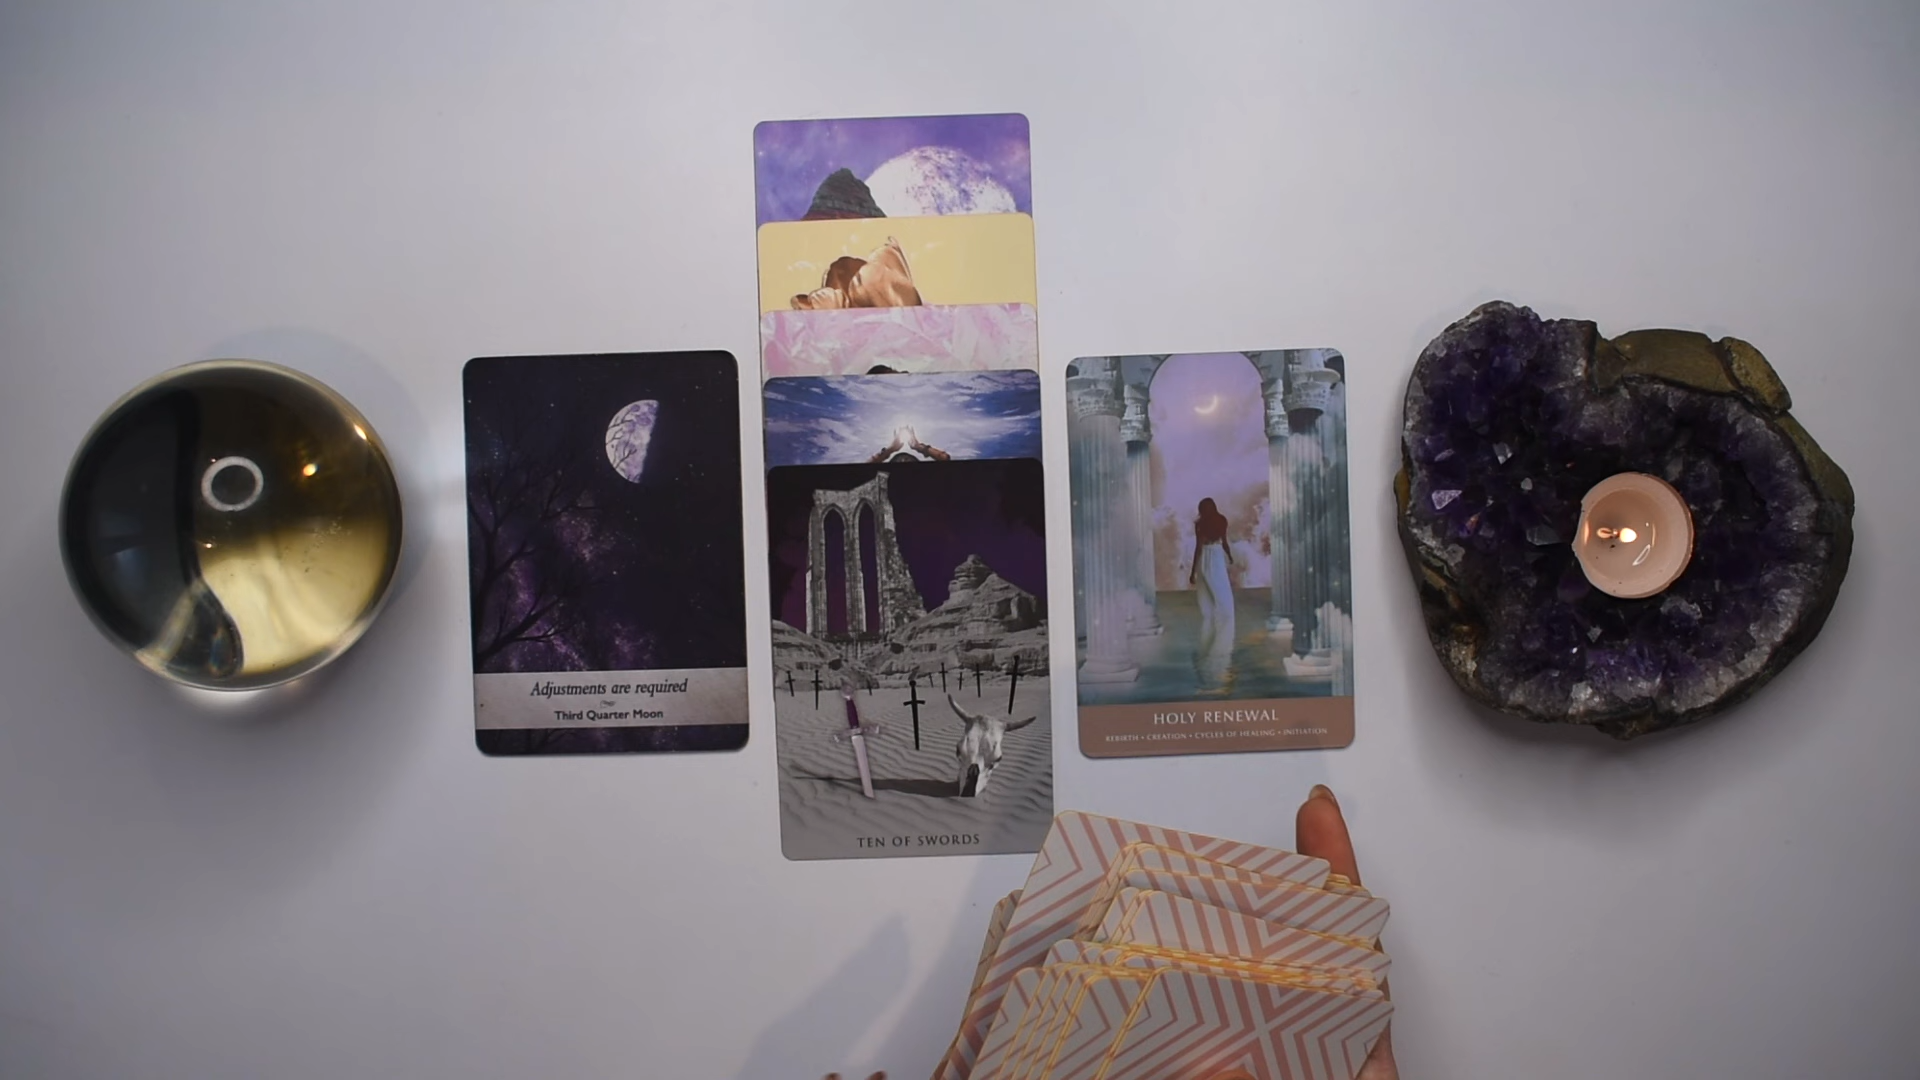 Adjustments are required
Third Quarter Moon
TEN OF SWORDS
HOLY RENEWAL
REBIRTH • CREATION • CYCLES OF HEALING • INITIATION